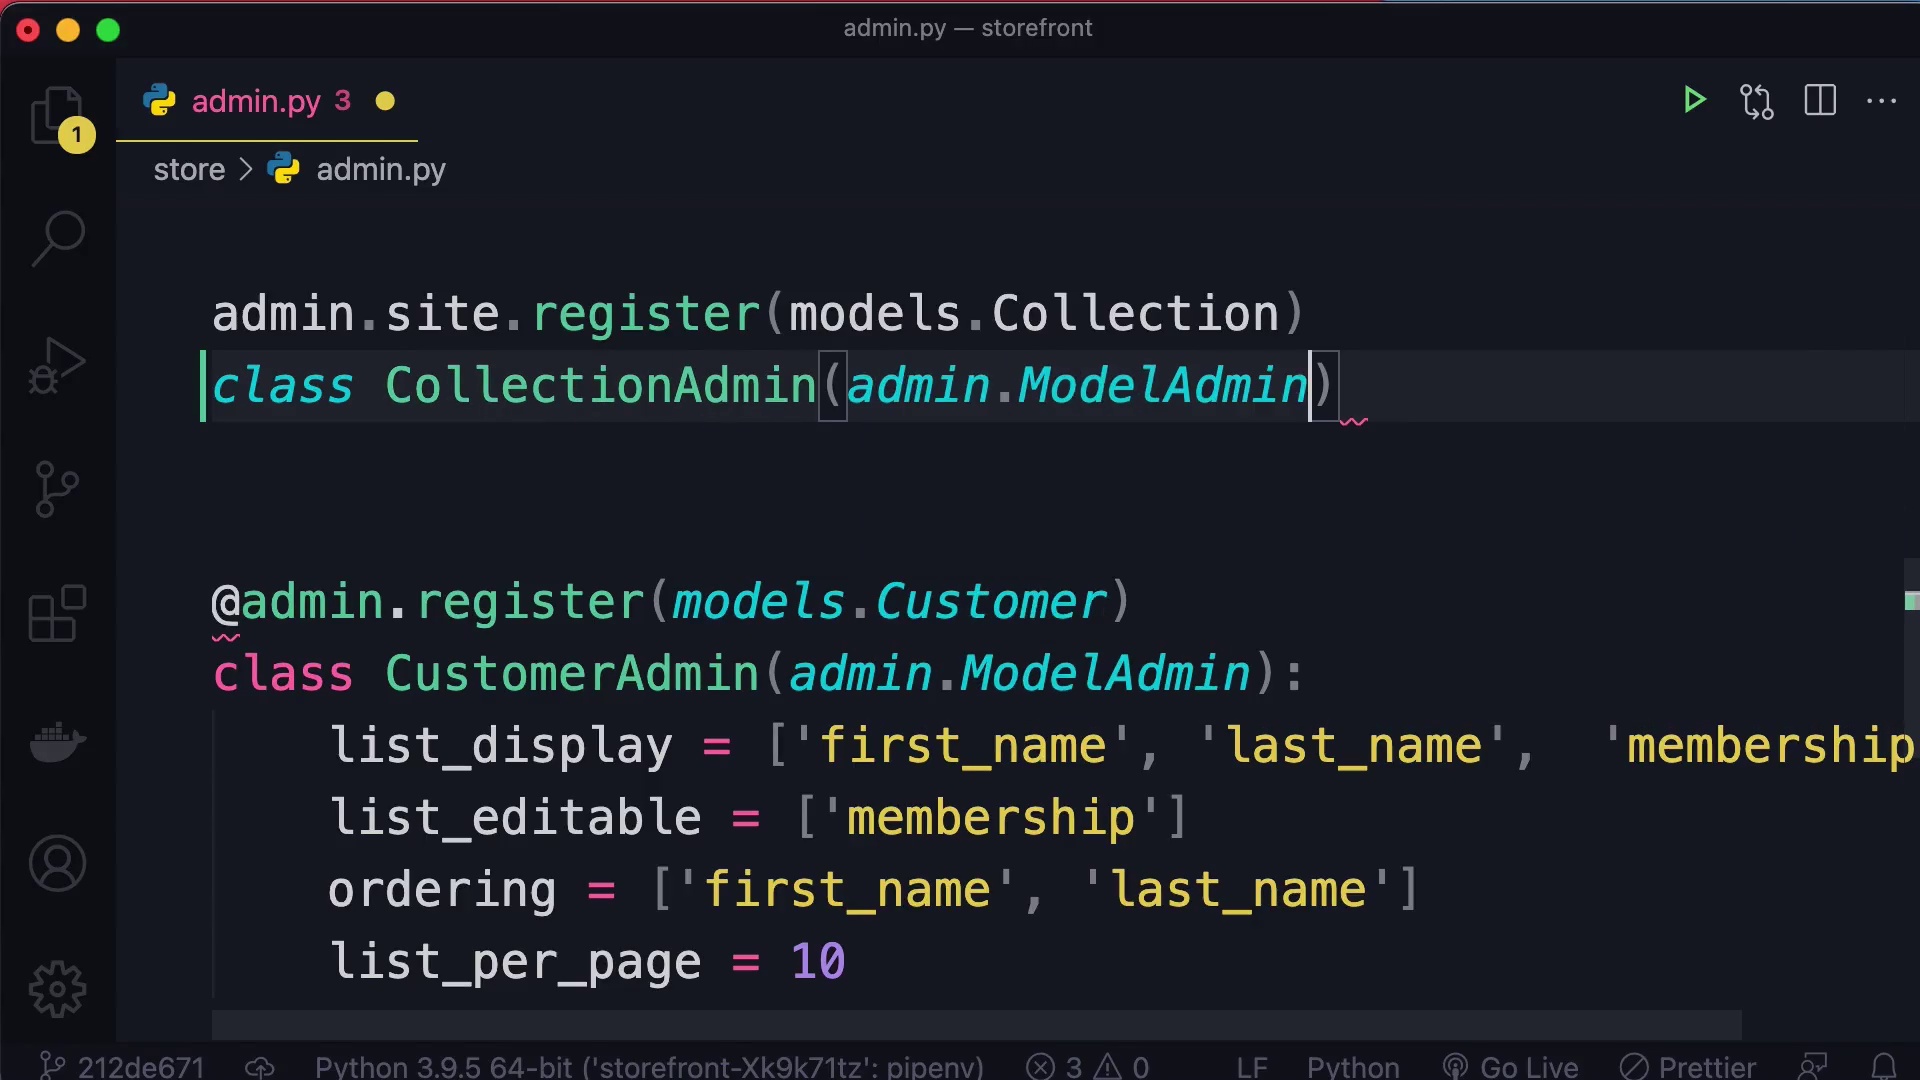 admin.py — storefront
admin.py 3
1
store > admin.py
admin.site.register(models.Collection)
class CollectionAdmin(admin.ModelAdmin)
@admin.register(models.Customer)
class CustomerAdmin(admin.ModelAdmin):
list_display = ['first_name', 'last_name', 'membership
list_editable = ['membership']
ordering = ['first_name', 'last_name']
list_per_page = 10
212de671 Python 3.9.5 64-bit ('storefront-Xk9k71tz': pipenv) 3 0 LF Python Go Live Prettier